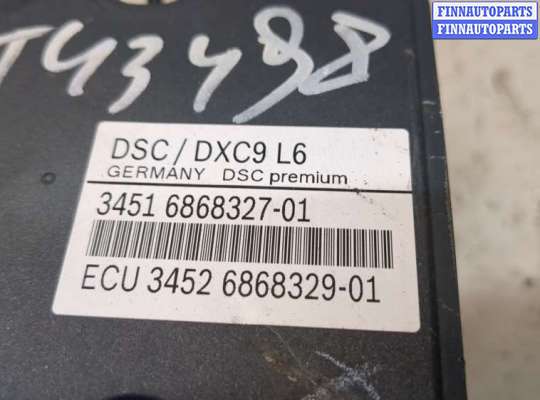 FINNAUTOPARTS
FINNAUTOPARTS
T43498
DSC / DXC9 L6
GERMANY DSC premium
3451 6868327-01
ECU 3452 6868329-01